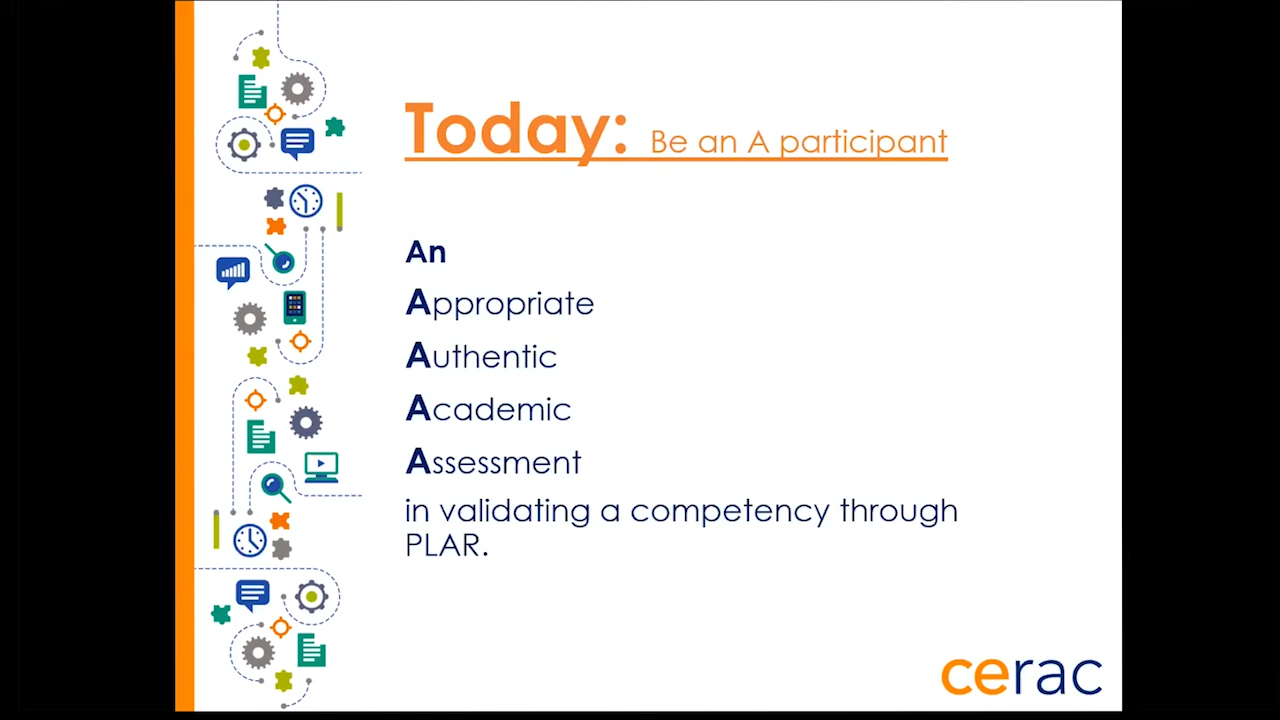 Today: Be an A participant
An
Appropriate
Authentic
Academic
Assessment
in validating a competency through
PLAR.
cerac